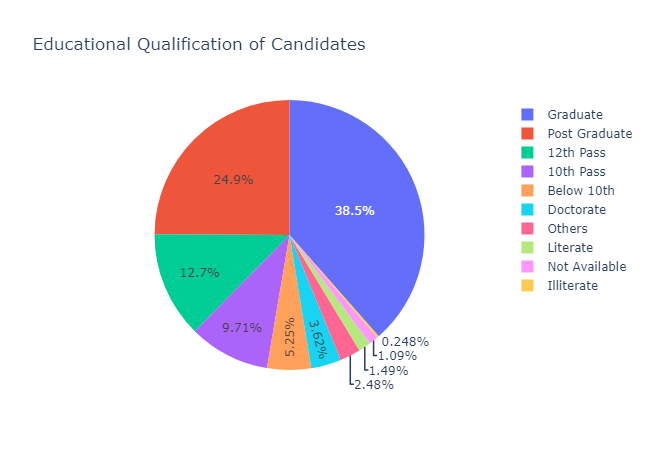 Educational Qualification of Candidates
Graduate
Post Graduate
12th Pass
10th Pass
Below 10th
Doctorate
Others
Literate
Not Available
Illiterate
38.5%
24.9%
12.7%
9.71%
5.25%
3.62%
2.48%
1.49%
1.09%
0.248%